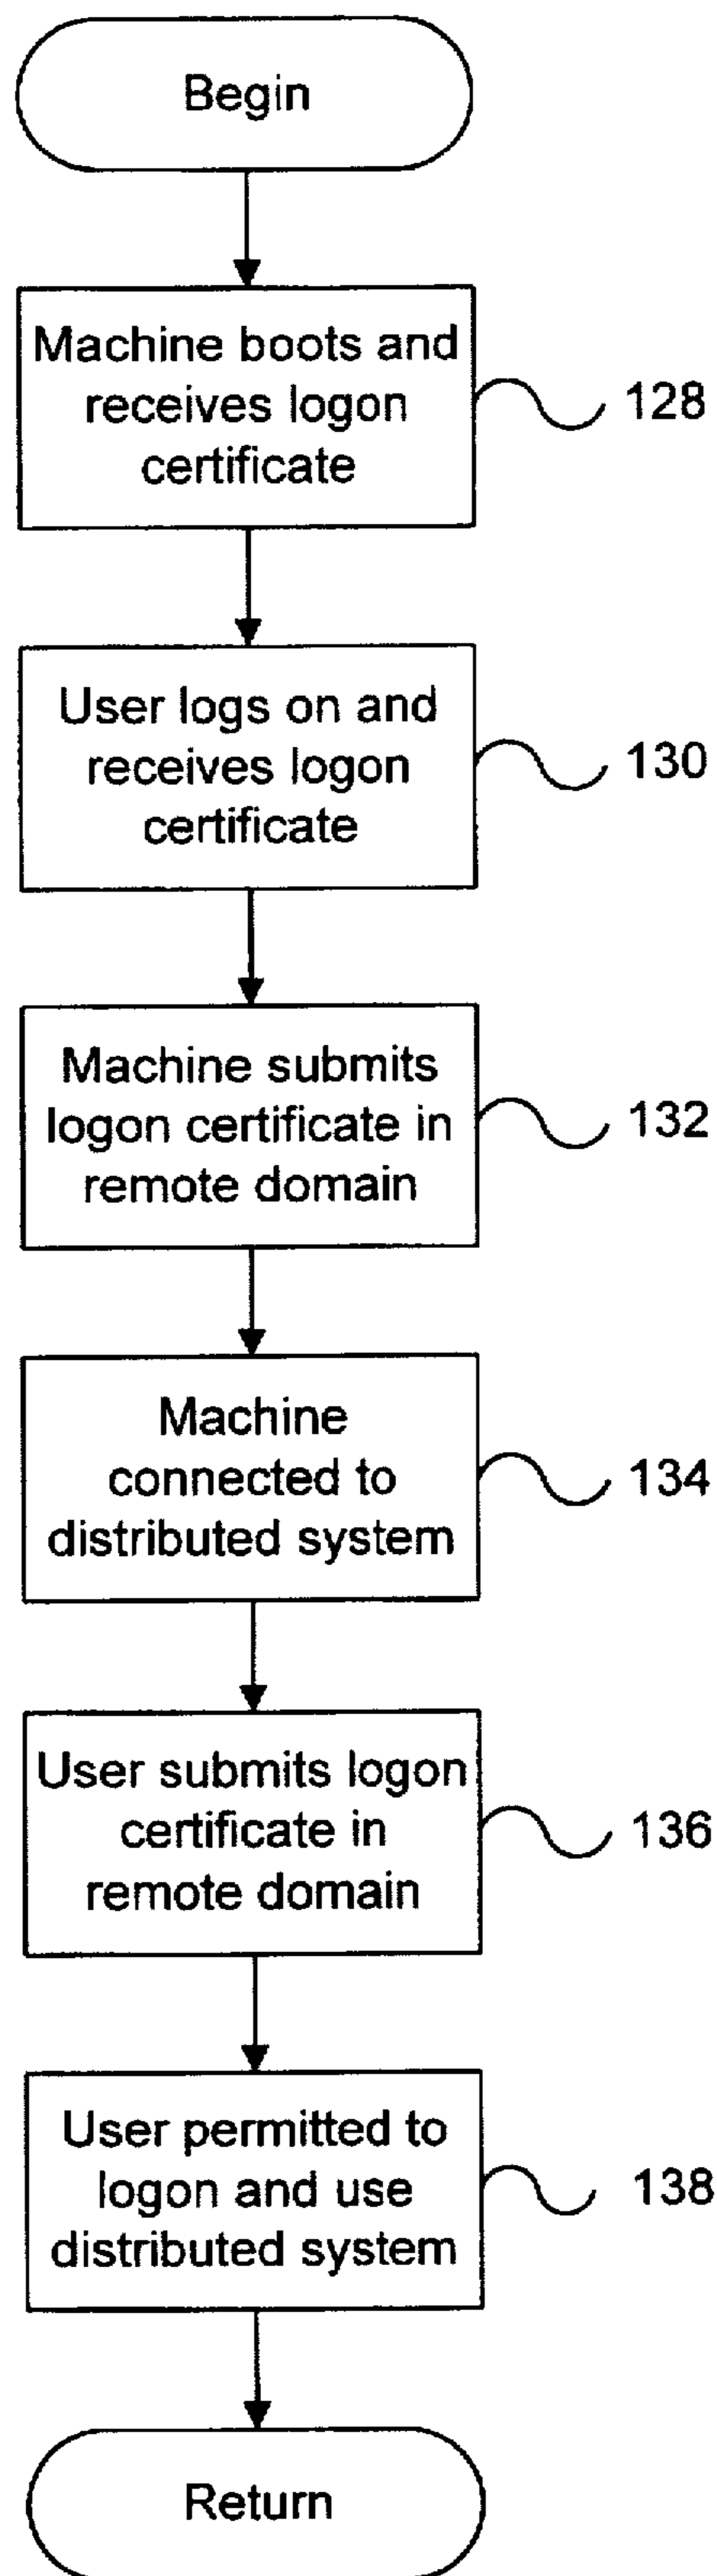 Begin
Machine boots and
receives logon
certificate
128
User logs on and
receives logon
certificate
130
Machine submits
logon certificate in
remote domain
132
Machine
connected to
distributed system
134
User submits logon
certificate in
remote domain
136
User permitted to
logon and use
distributed system
138
Return